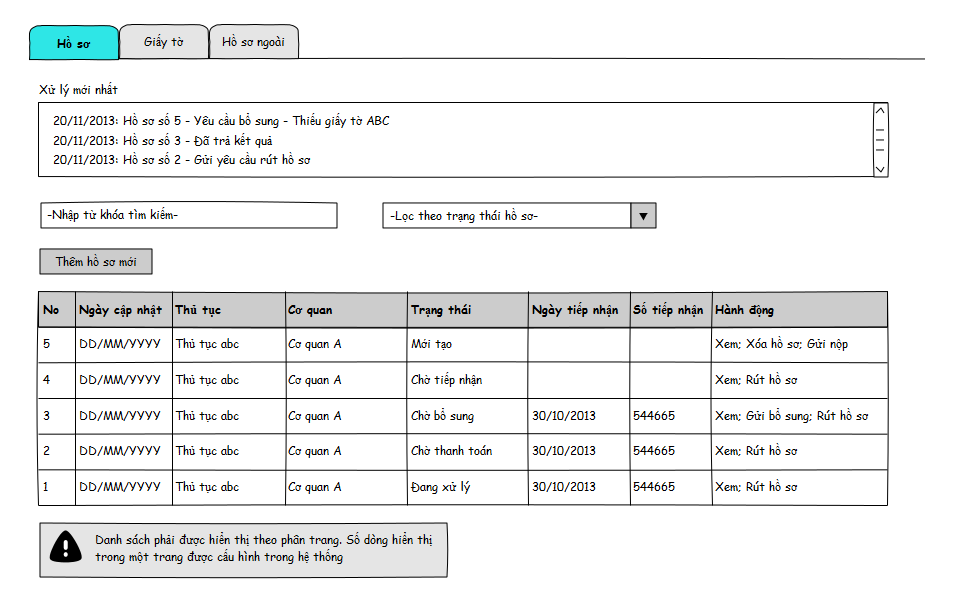 Hồ sơ Giấy tờ Hồ sơ ngoài
Xử lý mới nhất
20/11/2013: Hồ sơ số 5 - Yêu cầu bổ sung - Thiếu giấy tờ ABC
20/11/2013: Hồ sơ số 3 - Đã trả kết quả
20/11/2013: Hồ sơ số 2 - Gửi yêu cầu rút hồ sơ
-Nhập từ khóa tìm kiếm- -Lọc theo trạng thái hồ sơ-
Thêm hồ sơ mới
No Ngày cập nhật Thủ tục Cơ quan Trạng thái Ngày tiếp nhận Số tiếp nhận Hành động
5 DD/MM/YYYY Thủ tục abc Cơ quan A Mới tạo Xem; Xóa hồ sơ; Gửi nộp
4 DD/MM/YYYY Thủ tục abc Cơ quan A Chờ tiếp nhận Xem; Rút hồ sơ
3 DD/MM/YYYY Thủ tục abc Cơ quan A Chờ bổ sung 30/10/2013 544665 Xem; Gửi bổ sung; Rút hồ sơ
2 DD/MM/YYYY Thủ tục abc Cơ quan A Chờ thanh toán 30/10/2013 544665 Xem; Rút hồ sơ
1 DD/MM/YYYY Thủ tục abc Cơ quan A Đang xử lý 30/10/2013 544665 Xem; Rút hồ sơ
Danh sách phải được hiển thị theo phân trang. Số dòng hiển thị
trong một trang được cấu hình trong hệ thống